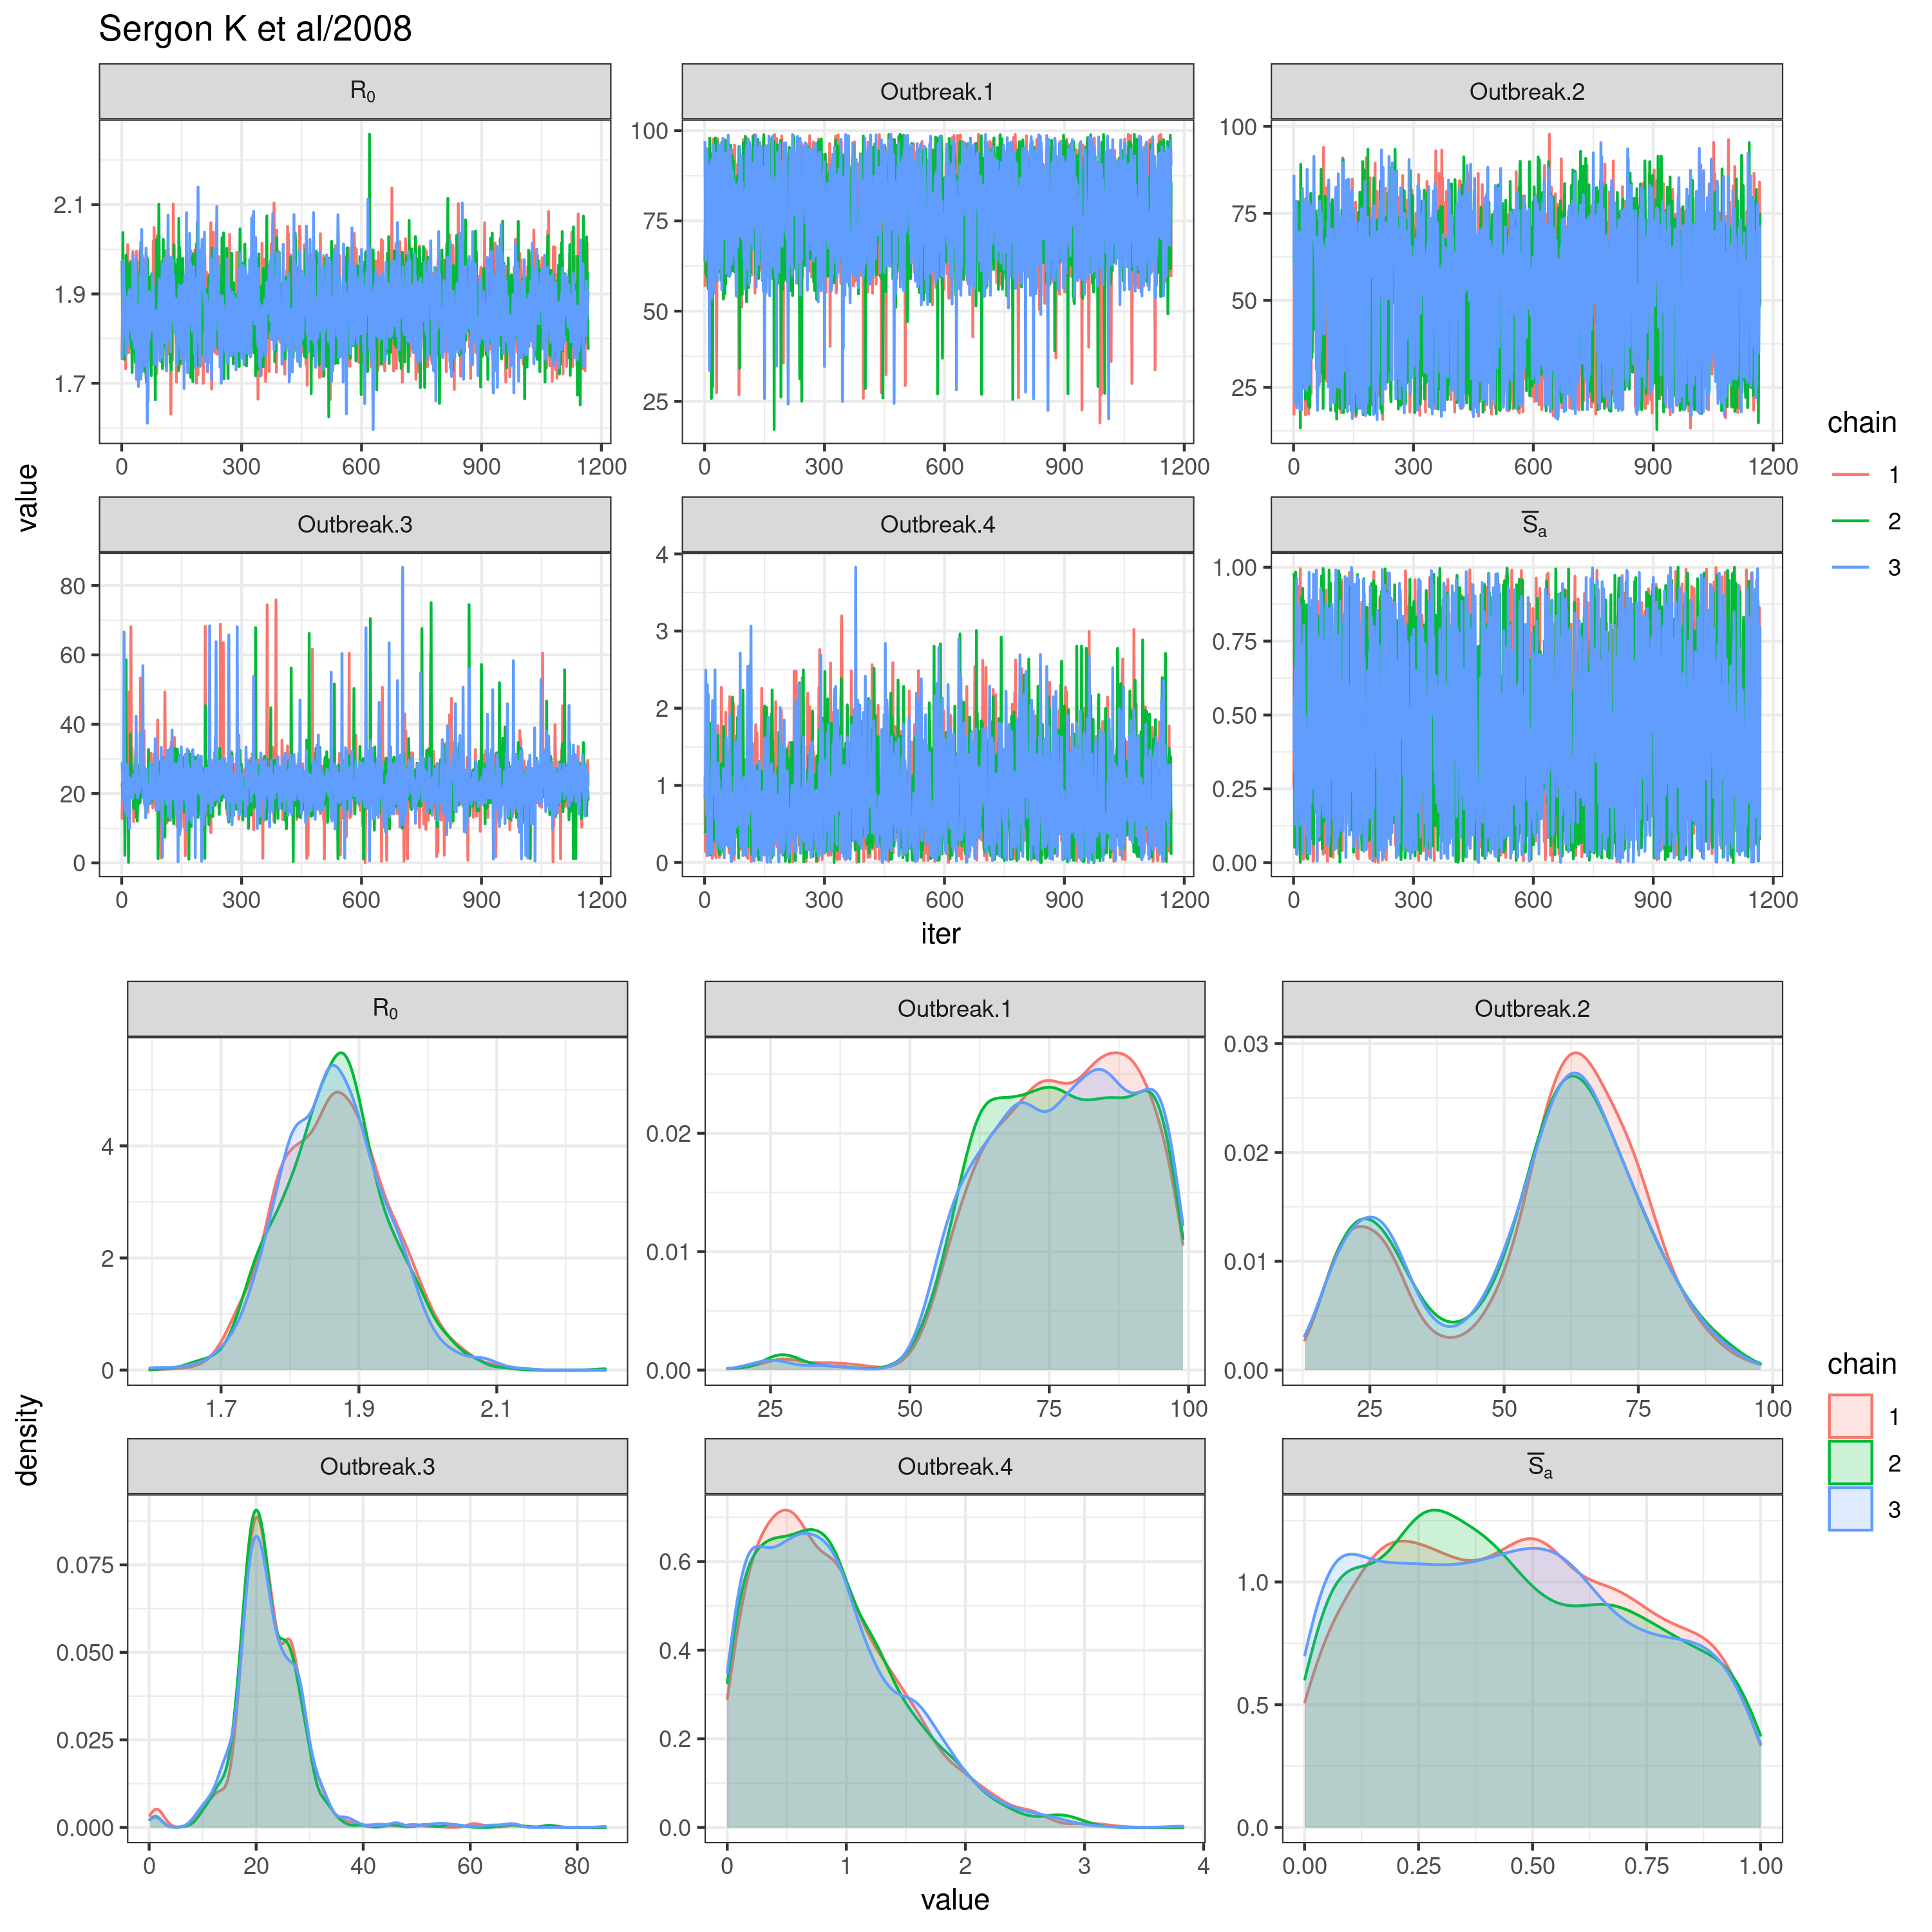 Sergon K et al/2008
R0 Outbreak.1 Outbreak.2
2.1
1.9
1.7
0 300 600 900 1200
100
75
50
25
0 300 600 900 1200
100
75
50
25
0 300 600 900 1200
value
Outbreak.3 Outbreak.4 S̅a
80
60
40
20
0
0 300 600 900 1200
4
3
2
1
0
0 300 600 900 1200
1.00
0.75
0.50
0.25
0.00
0 300 600 900 1200
iter
chain
1
2
3
R0 Outbreak.1 Outbreak.2
4
2
0
1.7 1.9 2.1
0.02
0.01
0.00
25 50 75 100
0.03
0.02
0.01
0.00
25 50 75 100
density
Outbreak.3 Outbreak.4 S̅a
0.075
0.050
0.025
0.000
0 20 40 60 80
0.6
0.4
0.2
0.0
0 1 2 3 4
1.0
0.5
0.0
0.00 0.25 0.50 0.75 1.00
value
chain
1
2
3